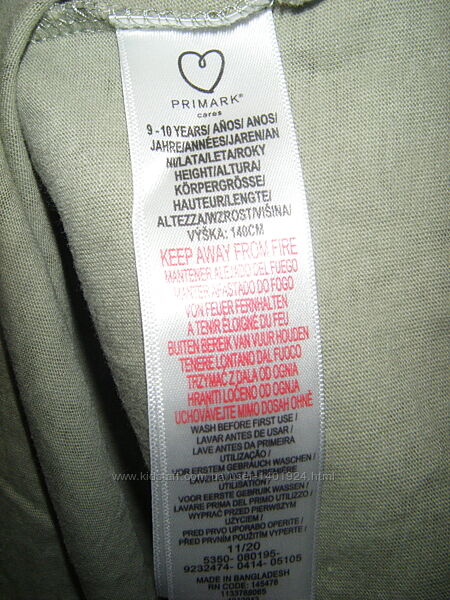 PRIMARK®
cares
9 - 10 YEARS/ AÑOS/ ANOS/
JAHRE/ANNÉES/JAREN/AN
NI/LATA/LETA/ROKY
HEIGHT/ALTURA/
KÖRPERGRÖSSE/
HAUTEUR/LENGTE/
ALTEZZA/WZROST/VIŠINA/
VÝŠKA: 140CM
KEEP AWAY FROM FIRE
MANTENER ALEJADO DEL FUEGO
MANTER AFASTADO DO FOGO
VON FEUER FERNHALTEN
A TENIR ÉLOIGNÉ DU FEU
BUITEN BEREIK VAN VUUR HOUDEN
TENERE LONTANO DAL FUOCO
TRZYMAĆ Z DALA OD OGNIA
HRANITI LOČENO OD OGNJA
UCHOVÁVEJTE MIMO DOSAH OHNĚ
WASH BEFORE FIRST USE /
LAVAR ANTES DE USAR /
LAVE ANTES DA PRIMEIRA
UTILIZAÇÃO /
VOR ERSTEM GEBRAUCH WASCHEN /
PREMIÈRE
UTILISATION /
VOOR EERSTE GEBRUIK WASSEN /
LAVARE PRIMA DEL PRIMO UTILIZZO /
WYPRAĆ PRZED PIERWSZYM
UŻYCIEM /
PRED PRVO UPORABO OPERITE /
PŘED PRVNÍM POUŽITÍM VYPERTE /
11/20
5350- 080195-
9232474- 0414- 05105
MADE IN BANGLADESH
RN CODE: 145478
1133769065